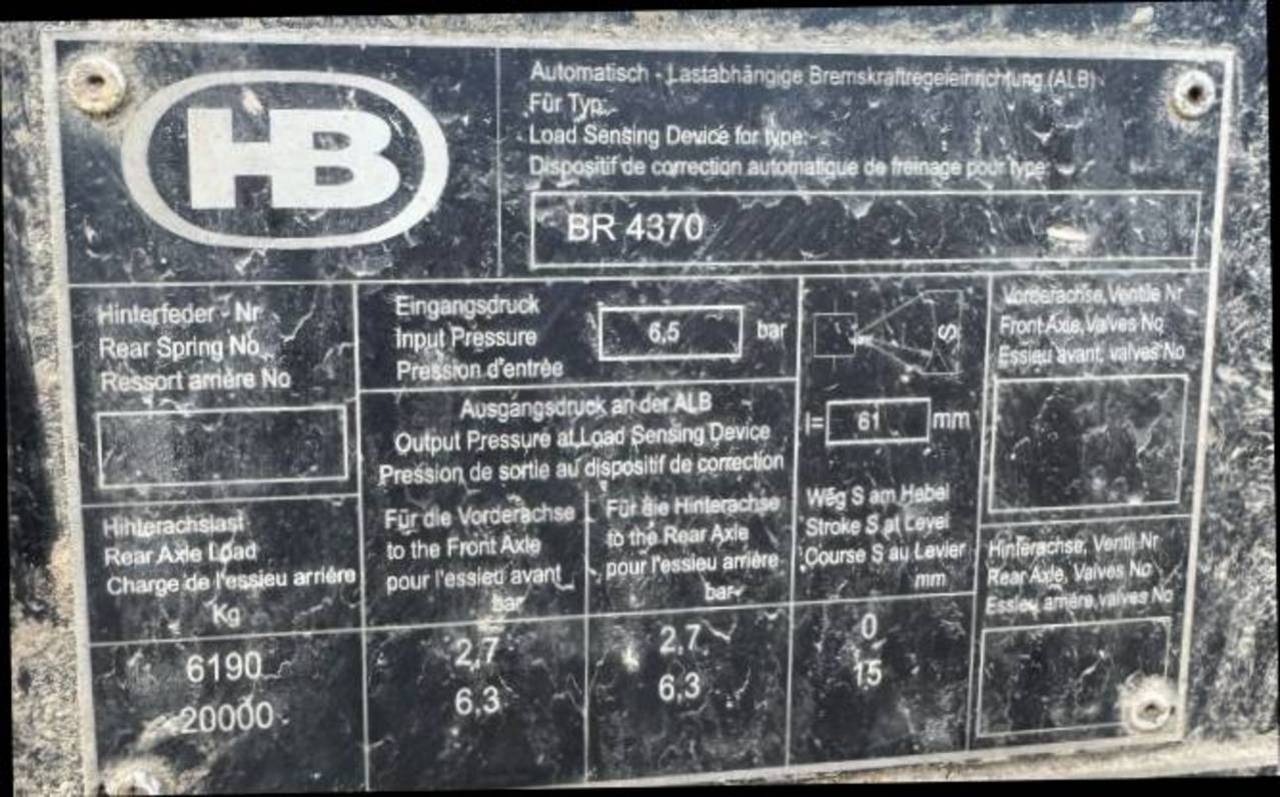 HB
Automatisch - Lastabhängige Bremskraftregeleinrichtung (ALB)
Für Typ:
Load Sensing Device for type:
Dispositif de correction automatique de freinage pour type:
BR 4370
Hinterfeder - Nr
Rear Spring No
Ressort arrière No
Eingangsdruck
Input Pressure
Pression d'entrée
6,5 bar
Ausgangsdruck an der ALB
Output Pressure at Load Sensing Device
Pression de sortie au dispositif de correction
S
l= 61 mm
Vorderachse, Ventile Nr
Front Axle, Valves No
Essieu avant, valves No
Hinterachslast
Rear Axle Load
Charge de l'essieu arrière
Kg
Für die Vorderachse
to the Front Axle
pour l'essieu avant
bar
Für die Hinterachse
to the Rear Axle
pour l'essieu arrière
bar
Weg S am Hebel
Stroke S at Level
Course S au Levier
mm
Hinterachse, Ventil Nr
Rear Axle, Valves No
Essieu arrière, valves No
6190 2,7 2,7 0
20000 6,3 6,3 15